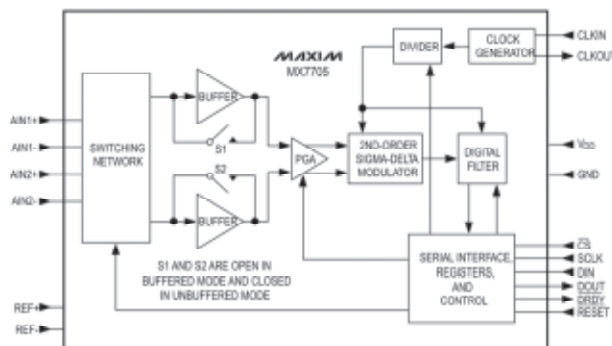 MAXIM
MX7705
DIVIDER
CLOCK
GENERATOR
CLKIN
CLKOUT
BUFFER
S1
AIN1+
AIN1-
AIN2+
AIN2-
SWITCHING
NETWORK
PGA
2ND-ORDER
SIGMA-DELTA
MODULATOR
DIGITAL
FILTER
VDD
GND
S2
BUFFER
S1 AND S2 ARE OPEN IN
BUFFERED MODE AND CLOSED
IN UNBUFFERED MODE
SERIAL INTERFACE,
REGISTERS,
AND
CONTROL
CS
SCLK
DIN
DOUT
DRDY
RESET
REF+
REF-